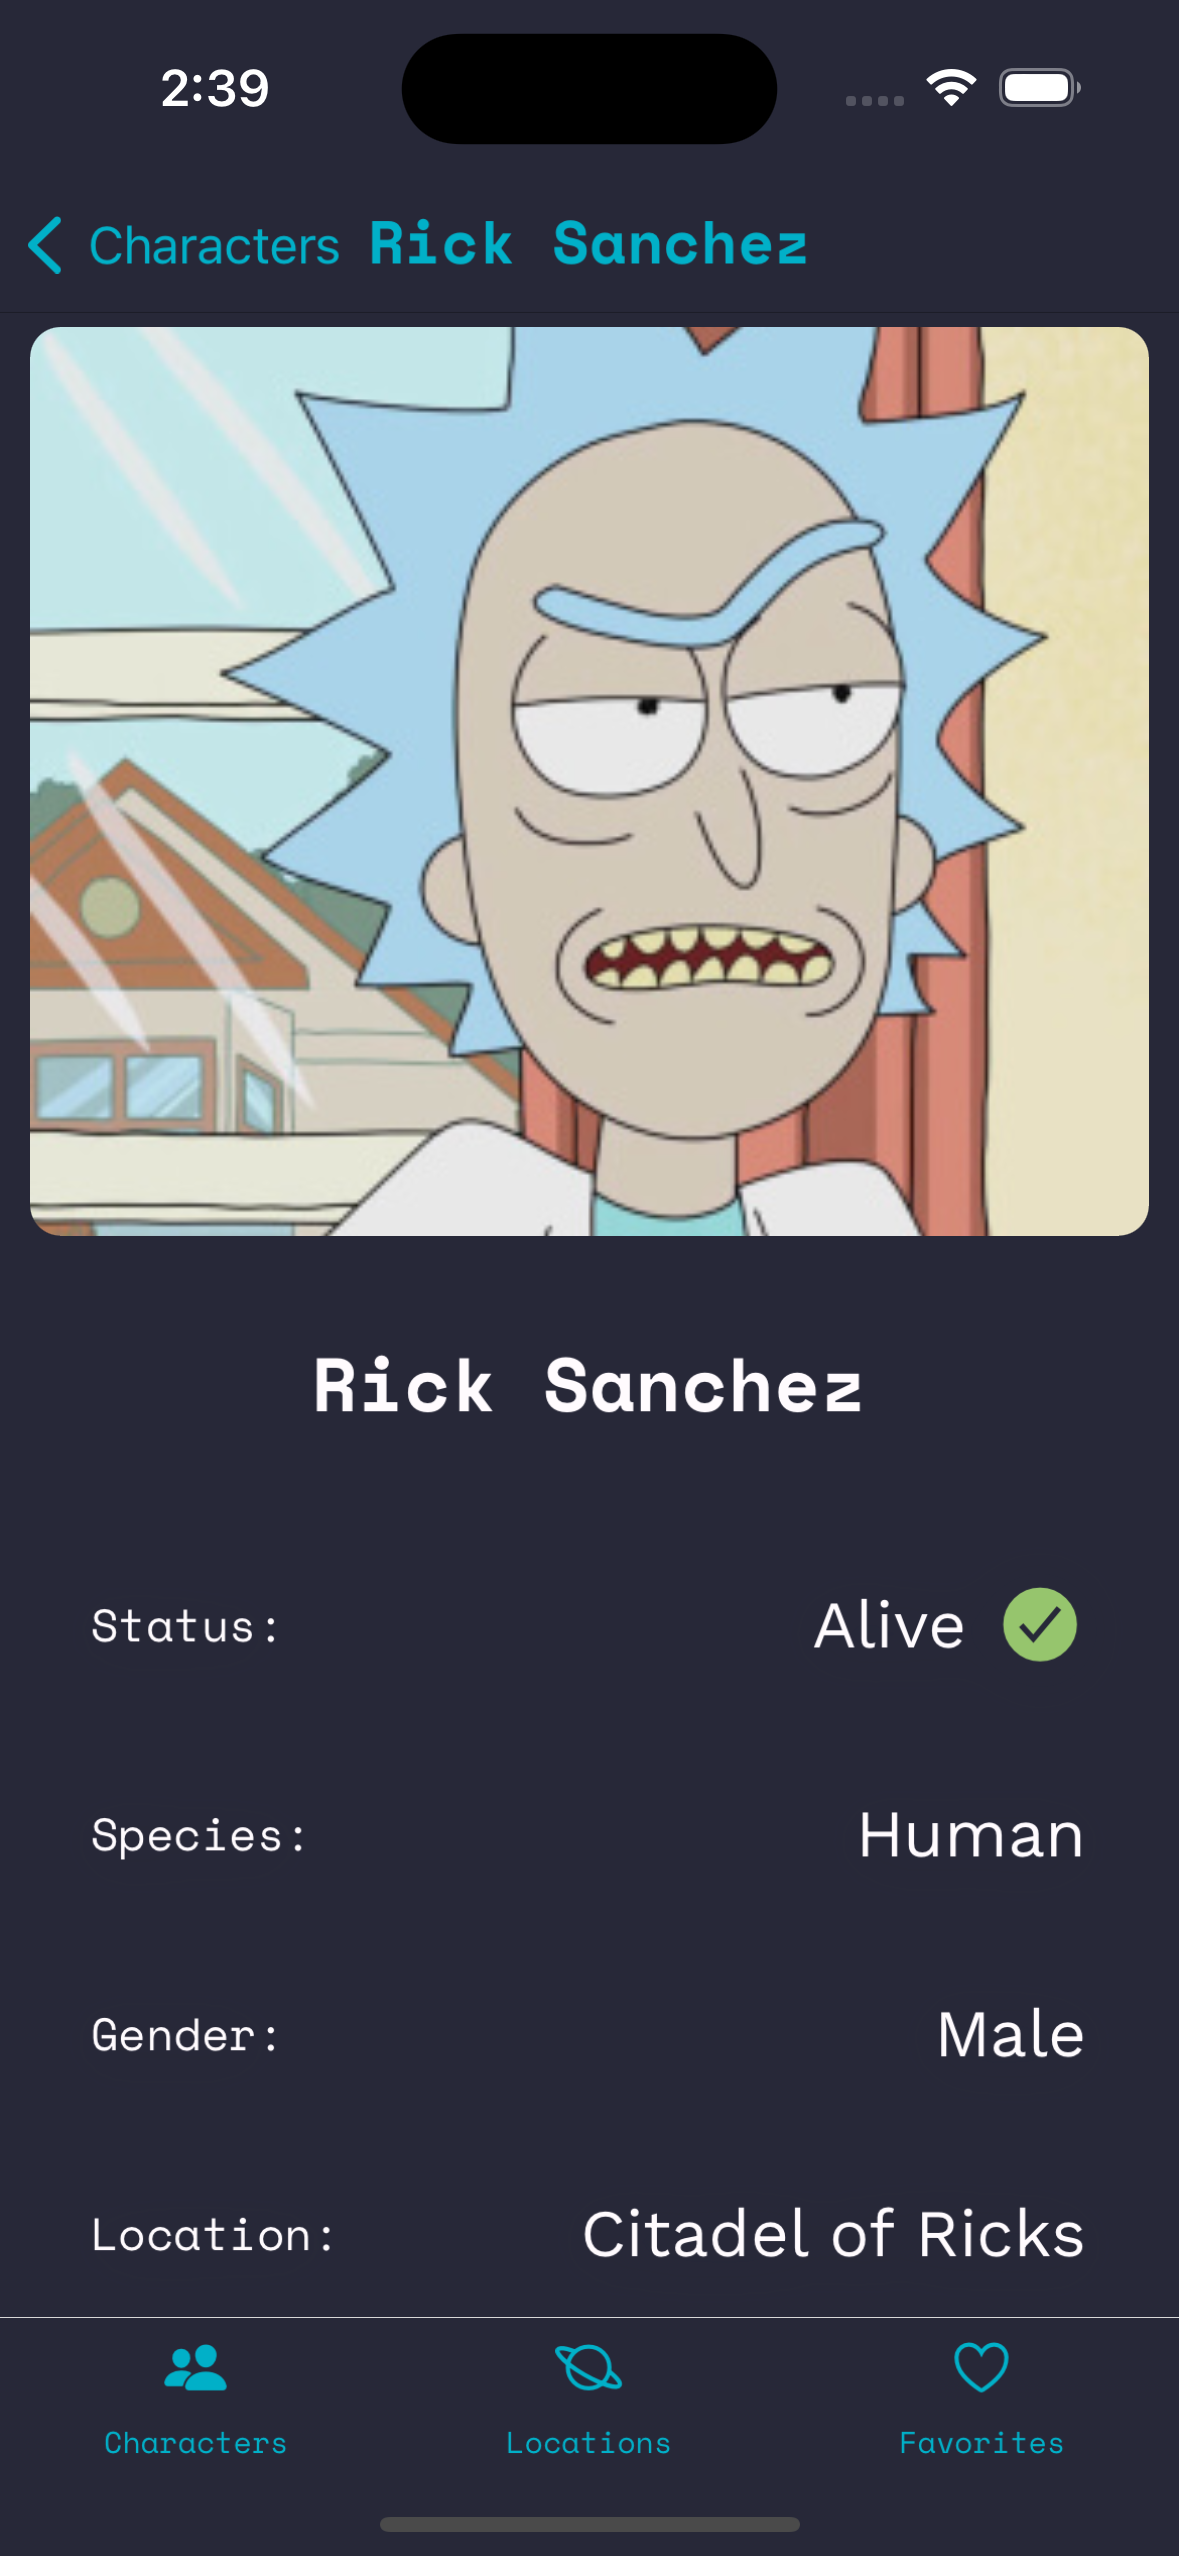 2:39
Characters Rick Sanchez
Rick Sanchez
Status: Alive
Species: Human
Gender: Male
Location: Citadel of Ricks
Characters Locations Favorites